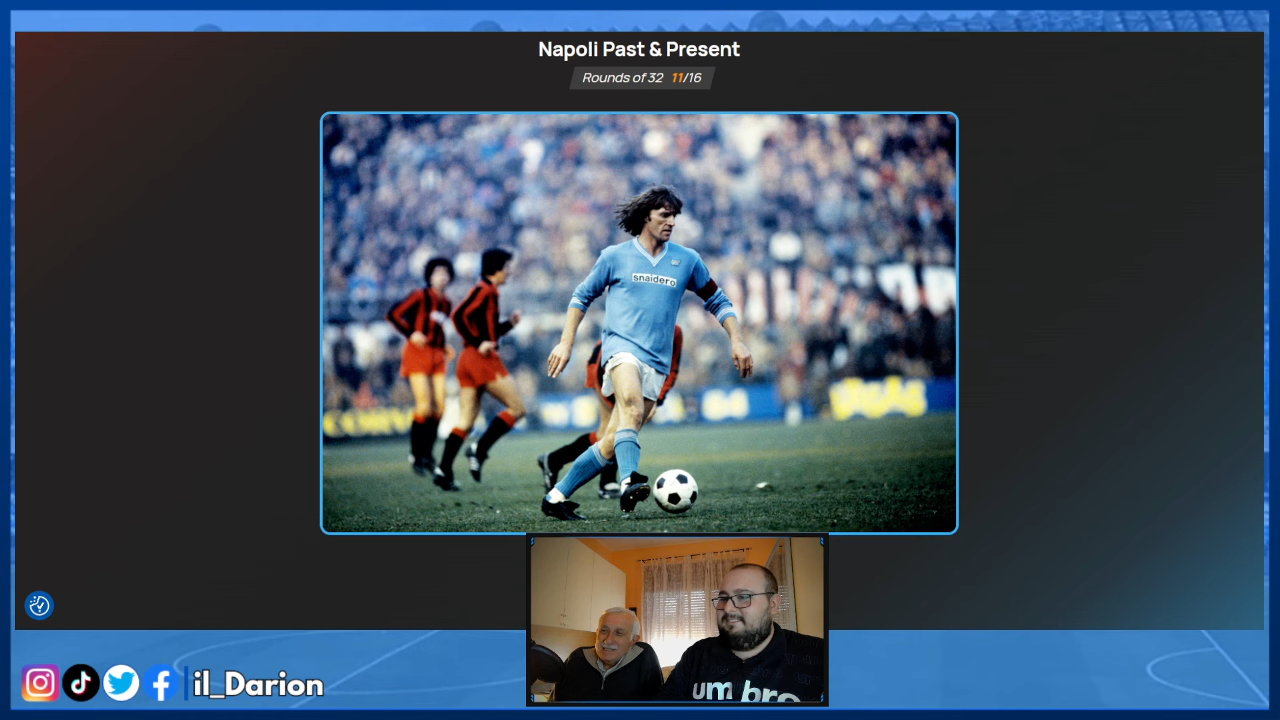 Napoli Past & Present
Rounds of 32 11/16
snaidero
umbro
il_Darion